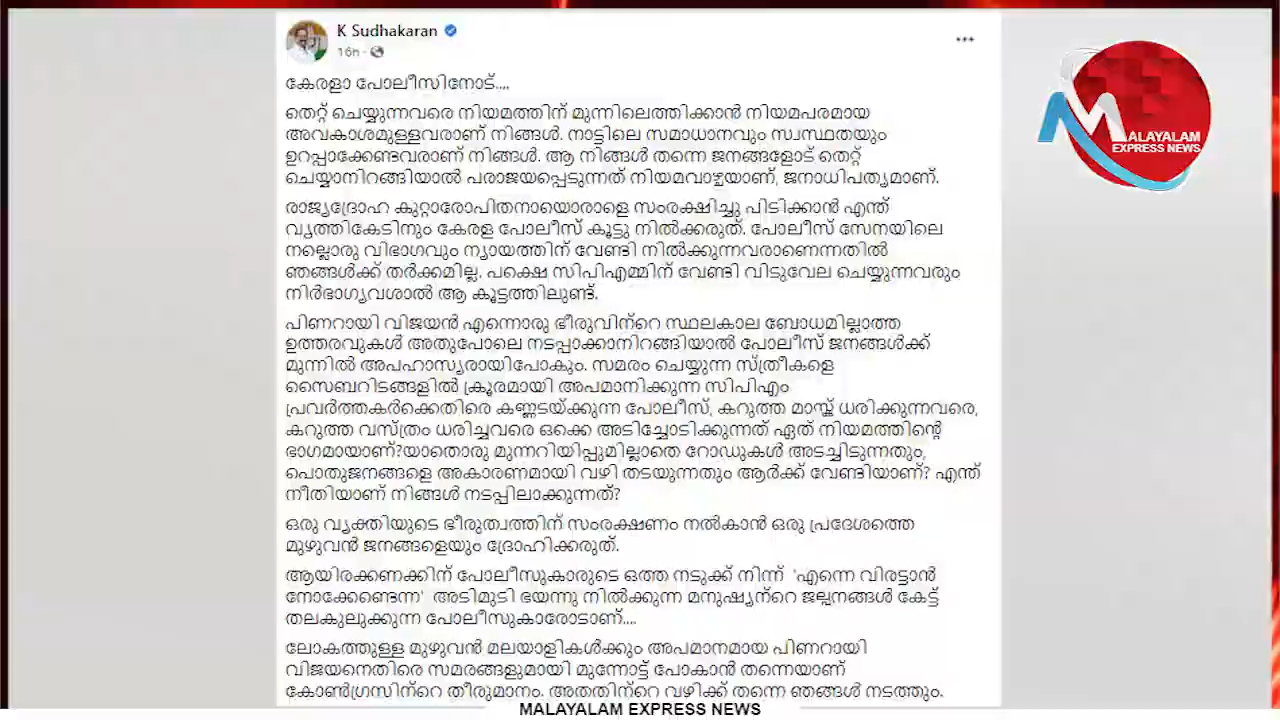 K Sudhakaran
16h
കേരളാ പോലീസിനോട്....
തെറ്റ് ചെയ്യുന്നവരെ നിയമത്തിന് മുന്നിലെത്തിക്കാൻ നിയമപരമായ
അവകാശമുള്ളവരാണ് നിങ്ങൾ. നാട്ടിലെ സമാധാനവും സ്വസ്ഥതയും
ഉറപ്പാക്കേണ്ടവരാണ് നിങ്ങൾ. ആ നിങ്ങൾ തന്നെ ജനങ്ങളോട് തെറ്റ്
ചെയ്യാനിറങ്ങിയാൽ പരാജയപ്പെടുന്നത് നിയമവാഴ്ചയാണ്, ജനാധിപത്യമാണ്.
രാജ്യദ്രോഹ കുറ്റാരോപിതനായൊരാളെ സംരക്ഷിച്ചു പിടിക്കാൻ എന്ത്
വൃത്തികേടിനും കേരള പോലീസ് കൂട്ടു നിൽക്കരുത്. പോലീസ് സേനയിലെ
നല്ലൊരു വിഭാഗവും ന്യായത്തിന് വേണ്ടി നിൽക്കുന്നവരാണെന്നതിൽ
ഞങ്ങൾക്ക് തർക്കമില്ല. പക്ഷെ സിപിഎമ്മിന് വേണ്ടി വിടുവേല ചെയ്യുന്നവരും
നിർഭാഗ്യവശാൽ ആ കൂട്ടത്തിലുണ്ട്.
പിണറായി വിജയൻ എന്നൊരു ഭീരുവിന്റെ സ്ഥലകാല ബോധമില്ലാത്ത
ഉത്തരവുകൾ അതുപോലെ നടപ്പാക്കാനിറങ്ങിയാൽ പോലീസ് ജനങ്ങൾക്ക്
മുന്നിൽ അപഹാസ്യരായിപോകും. സമരം ചെയ്യുന്ന സ്ത്രീകളെ
സൈബറിടങ്ങളിൽ ക്രൂരമായി അപമാനിക്കുന്ന സിപിഎം
പ്രവർത്തകർക്കെതിരെ കണ്ണടയ്ക്കുന്ന പോലീസ്, കറുത്ത മാസ്ക് ധരിക്കുന്നവരെ,
കറുത്ത വസ്ത്രം ധരിച്ചവരെ ഒക്കെ അടിച്ചോടിക്കുന്നത് ഏത് നിയമത്തിന്റെ
ഭാഗമായാണ്?യാതൊരു മുന്നറിയിപ്പുമില്ലാതെ റോഡുകൾ അടച്ചിടുന്നതും,
പൊതുജനങ്ങളെ അകാരണമായി വഴി തടയുന്നതും ആർക്ക് വേണ്ടിയാണ്? എന്ത്
നീതിയാണ് നിങ്ങൾ നടപ്പിലാക്കുന്നത്?
ഒരു വ്യക്തിയുടെ ഭീരുത്വത്തിന് സംരക്ഷണം നൽകാൻ ഒരു പ്രദേശത്തെ
മുഴുവൻ ജനങ്ങളെയും ദ്രോഹിക്കരുത്.
ആയിരക്കണക്കിന് പോലീസുകാരുടെ ഒത്ത നടുക്ക് നിന്ന് 'എന്നെ വിരട്ടാൻ
നോക്കേണ്ടെന്ന' അടിമുടി ഭയന്നു നിൽക്കുന്ന മനുഷ്യന്റെ ജല്പനങ്ങൾ കേട്ട്
തലകുലുക്കുന്ന പോലീസുകാരോടാണ്....
ലോകത്തുള്ള മുഴുവൻ മലയാളികൾക്കും അപമാനമായ പിണറായി
വിജയനെതിരെ സമരങ്ങളുമായി മുന്നോട്ട് പോകാൻ തന്നെയാണ്
കോൺഗ്രസിന്റെ തീരുമാനം. അതതിന്റെ വഴിക്ക് തന്നെ ഞങ്ങൾ നടത്തും.
MALAYALAM
EXPRESS NEWS
MALAYALAM EXPRESS NEWS